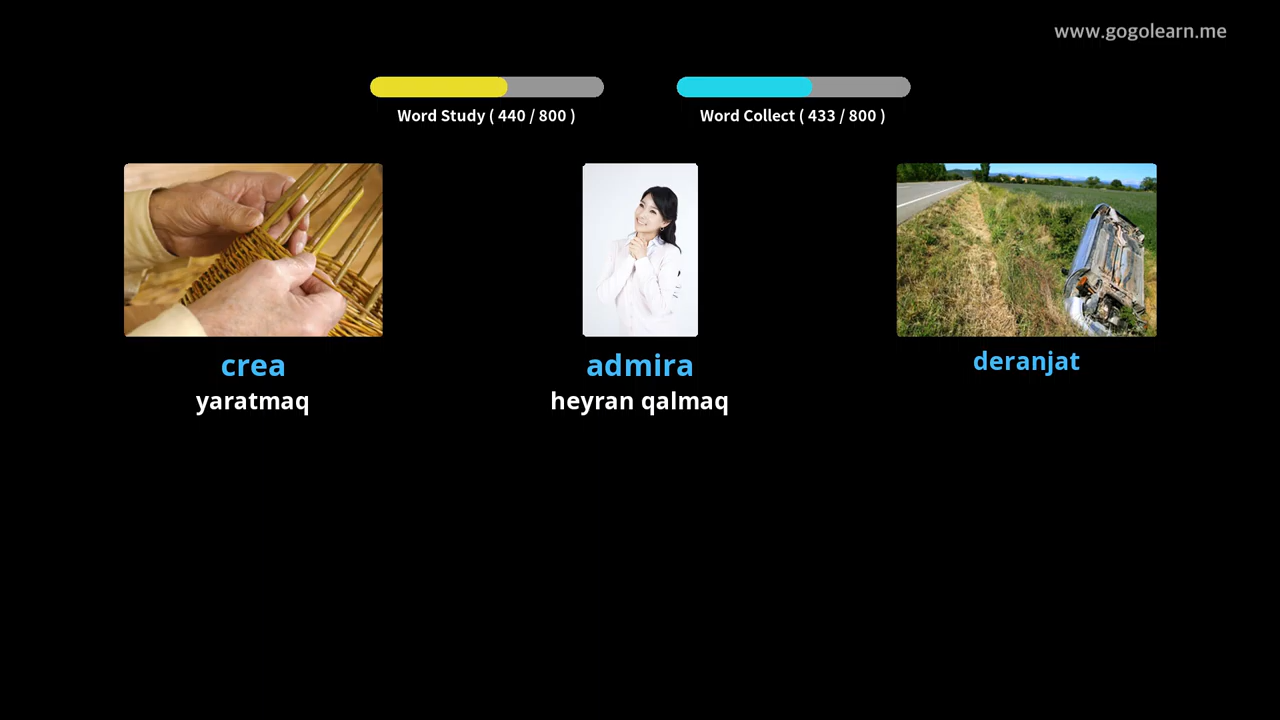 www.gogolearn.me
Word Study ( 440 / 800 )
Word Collect ( 433 / 800 )
crea
yaratmaq
admira
heyran qalmaq
deranjat